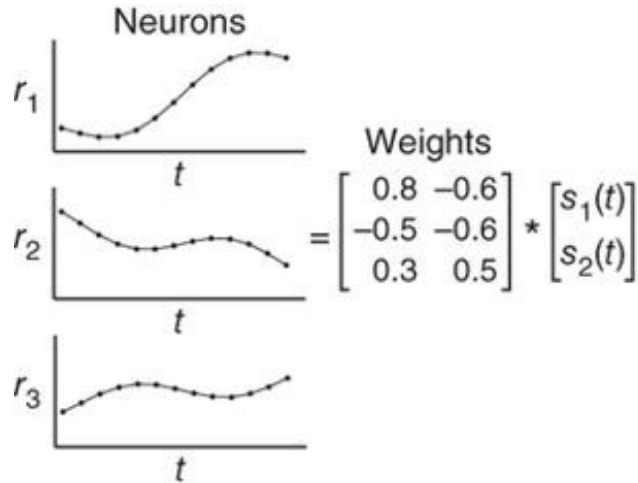 Neurons
r1
t
r2
t
r3
t
=
Weights
0.8 −0.6
−0.5 −0.6
0.3 0.5
*
s1(t)
s2(t)